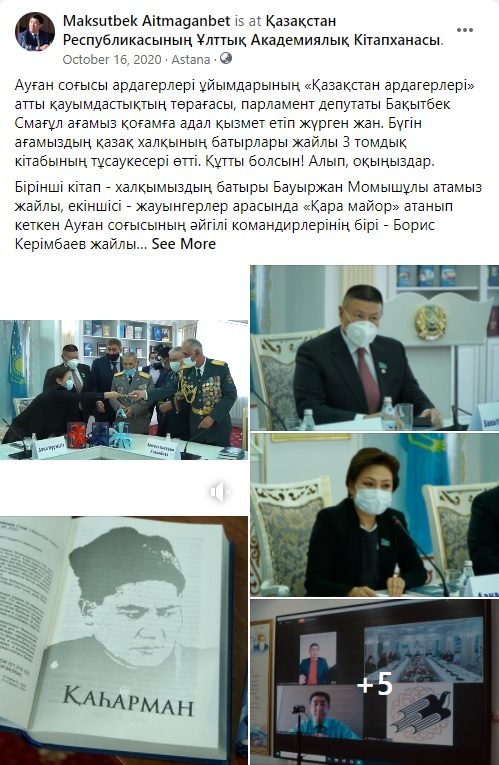 Maksutbek Aitmaganbet is at Қазақстан
Республикасының Ұлттық Академиялық Кітапханасы.
October 16, 2020 · Astana ·
Ауған соғысы ардагерлері ұйымдарының «Қазақстан ардагерлері»
атты қауымдастықтың төрағасы, парламент депутаты Бақытбек
Смағұл ағамыз қоғамға адал қызмет етіп жүрген жан. Бүгін
ағамыздың қазақ халқының батырлары жайлы 3 томдық
кітабының тұсаукесері өтті. Құтты болсын! Алып, оқыңыздар.
Бірінші кітап - халқымыздың батыры Бауыржан Момышұлы атамыз
жайлы, екіншісі - жауынгерлер арасында «Қара майор» атанып
кеткен Ауған соғысының әйгілі командирлерінің бірі - Борис
Керімбаев жайлы... See More
ҚАҺАРМАН
+5